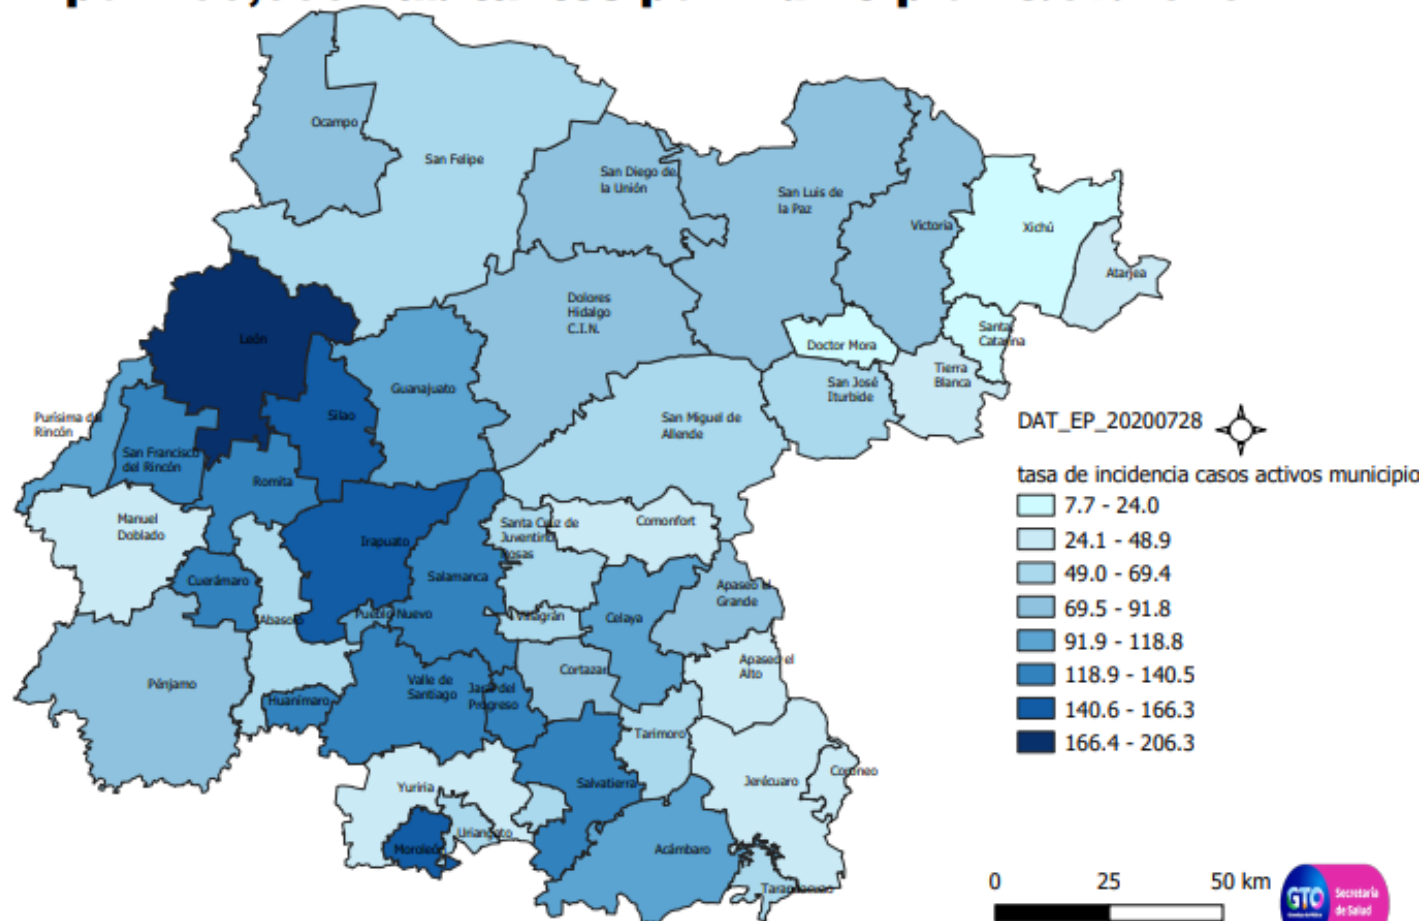 Ocampo
San Felipe
San Diego de
la Unión
San Luis de
la Paz
Victoria
Xichú
Atarjea
Dolores
Hidalgo
C.I.N.
León
Guanajuato
Silao
Doctor Mora
Santa
Catarina
Tierra
Blanca
San José
Iturbide
San Miguel de
Allende
Purísima del
Rincón
San Francisco
del Rincón
Romita
Manuel
Doblado
Irapuato
Santa Cruz de
Juventino
Rosas
Comonfort
Cuerámaro
Salamanca
Abasolo
Pueblo Nuevo
Villagrán
Celaya
Apaseo el
Grande
Pénjamo
Huanímaro
Valle de
Santiago
Jaral del
Progreso
Cortazar
Apaseo el
Alto
Tarimoro
Yuriria
Salvatierra
Jerécuaro
Coroneo
Moroleón
Uriangato
Acámbaro
DAT_EP_20200728
tasa de incidencia casos activos municipio
7.7 - 24.0
24.1 - 48.9
49.0 - 69.4
69.5 - 91.8
91.9 - 118.8
118.9 - 140.5
140.6 - 166.3
166.4 - 206.3
0 25 50 km
GTO
Secretaría
de Salud